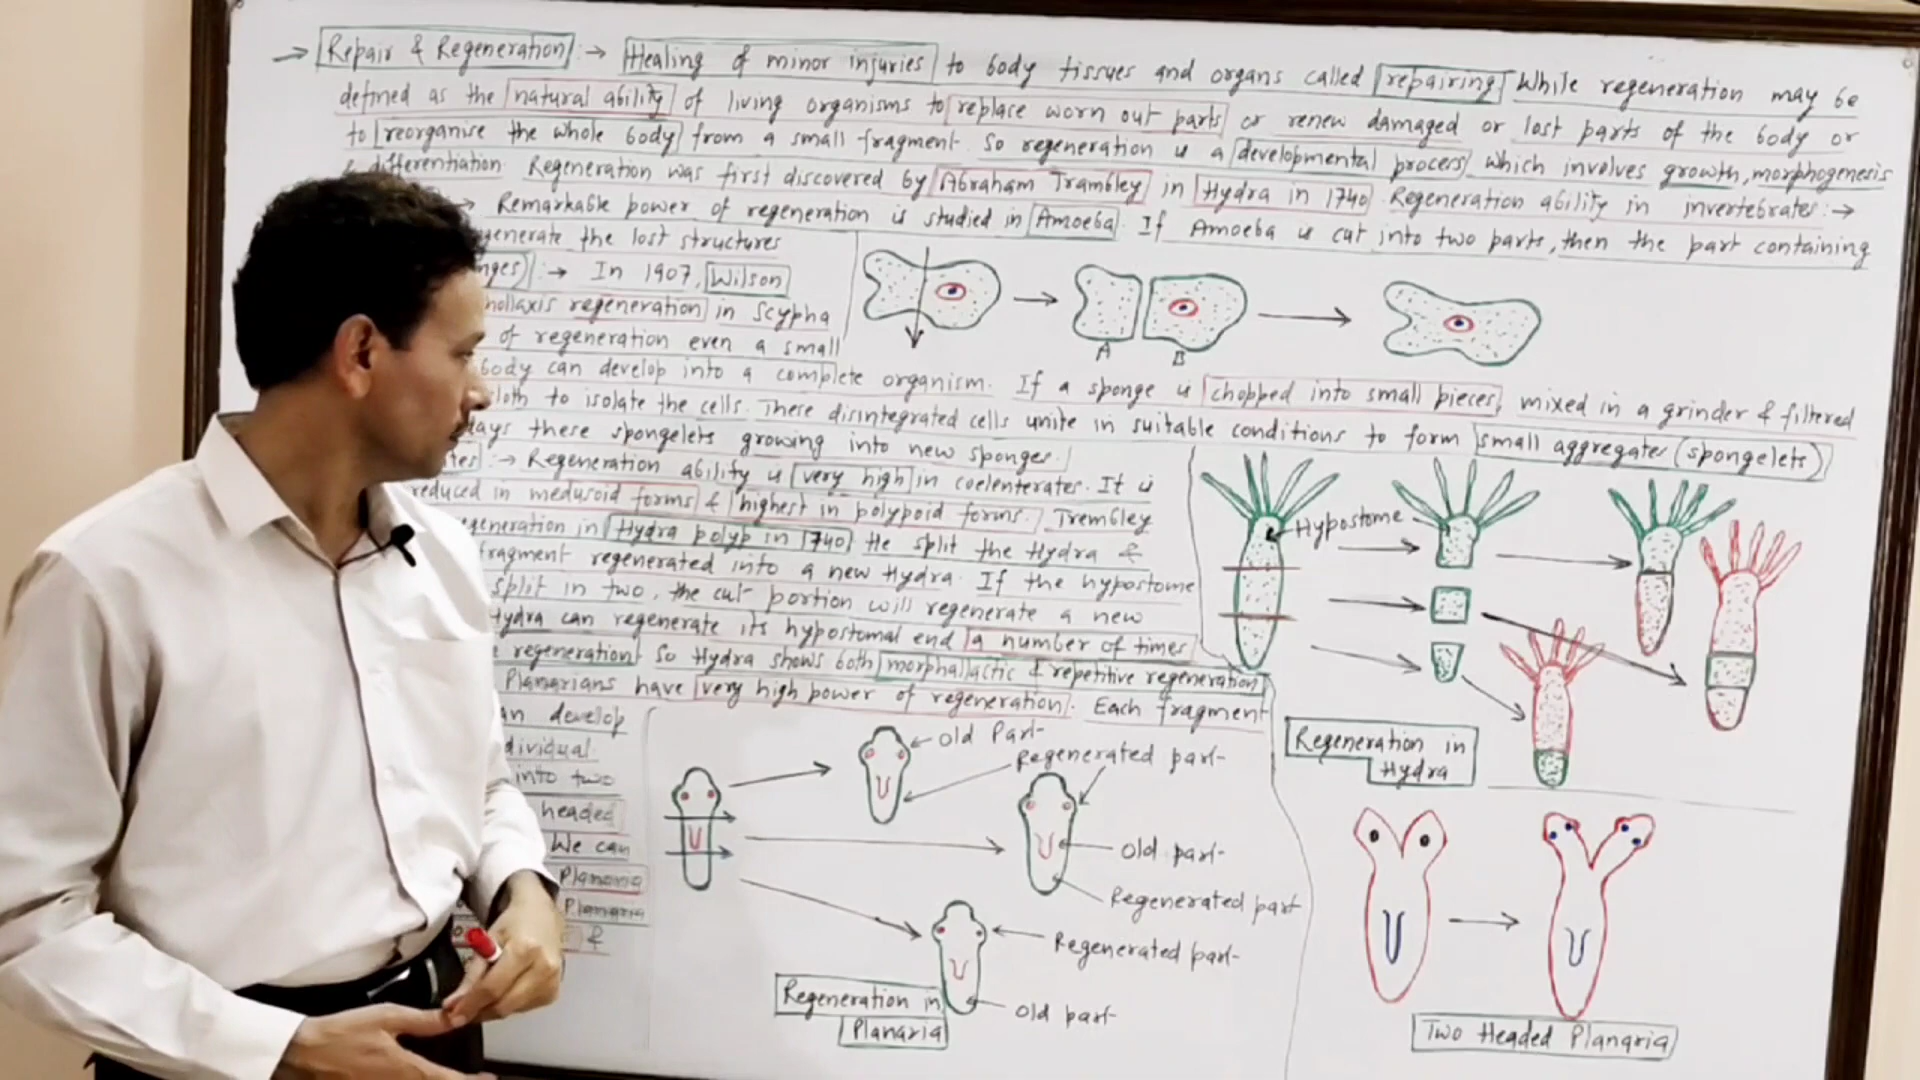 → Repair & Regeneration :→ Healing of minor injuries to body tissues and organs called repairing While regeneration may be
defined as the natural ability of living organisms to replace worn out parts or renew damaged or lost parts of the body or
to reorganise the whole body from a small fragment. So regeneration is a developmental process which involves growth, morphogenesis
& differentiation. Regeneration was first discovered by Abraham Trambley in Hydra in 1740. Regeneration ability in invertebrates :→
→ Remarkable power of regeneration is studied in Amoeba. If Amoeba is cut into two parts, then the part containing
generate the lost structures
nges) :→ In 1907, Wilson
hollaxis regeneration in Scypha
of regeneration even a small
body can develop into a complete organism. If a sponge is chopped into small pieces, mixed in a grinder & filtered
cloth to isolate the cells. These disintegrated cells unite in suitable conditions to form small aggregates (spongelets)
days these spongelets growing into new sponges.
tes :→ Regeneration ability is very high in coelenterates. It is
reduced in medusoid forms & highest in polypoid forms. Trembley
egeneration in Hydra polyp in 1740. He split the Hydra &
fragment regenerated into a new Hydra. If the hypostome
split in two, the cut portion will regenerate a new
Hydra can regenerate its hypostomal end a number of times
e regeneration So Hydra shows both morphallactic & repetitive regeneration
Planarians have very high power of regeneration. Each fragment
an develop
dividual.
into two
headed
We can
Planaria
Planaria
&
A
B
Hypostome
Regeneration in
Hydra
Old Part
Regenerated part
Old part
Regenerated part
Regenerated part
Old part
Regeneration in
Planaria
Two Headed Planaria